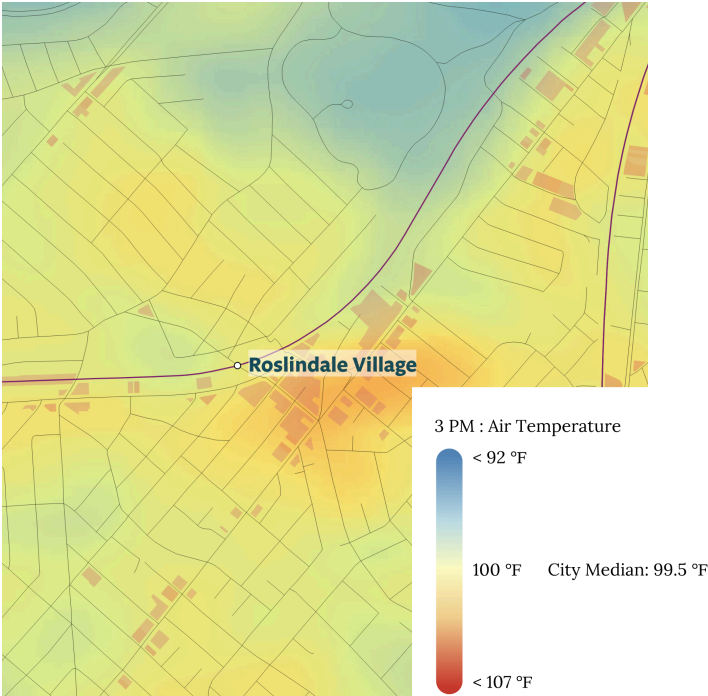 Roslindale Village
3 PM : Air Temperature
< 92 °F
100 °F City Median: 99.5 °F
< 107 °F